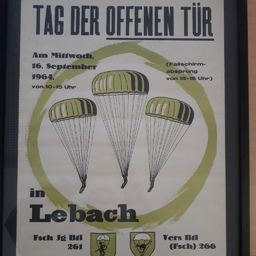 TAG DER OFFENEN TÜR
Am Mittwoch,
16. September
1964,
von 10-15 Uhr
(Fallschirm-
absprung
von 15-16 Uhr)
in
Lebach
Fsch Jg Btl
261
Vers Btl
(Fsch) 266